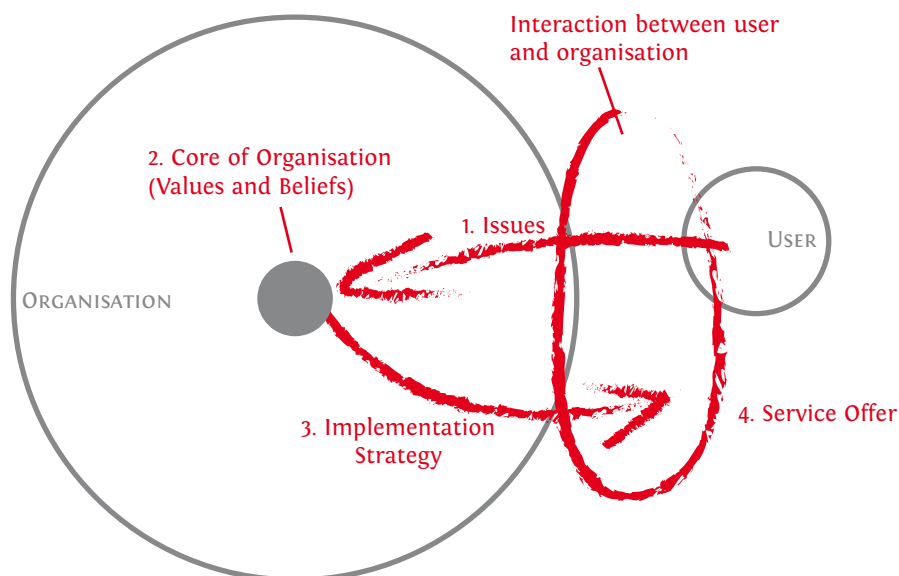 Interaction between user
and organisation
2. Core of Organisation
(Values and Beliefs)
1. Issues
User
Organisation
3. Implementation
Strategy
4. Service Offer